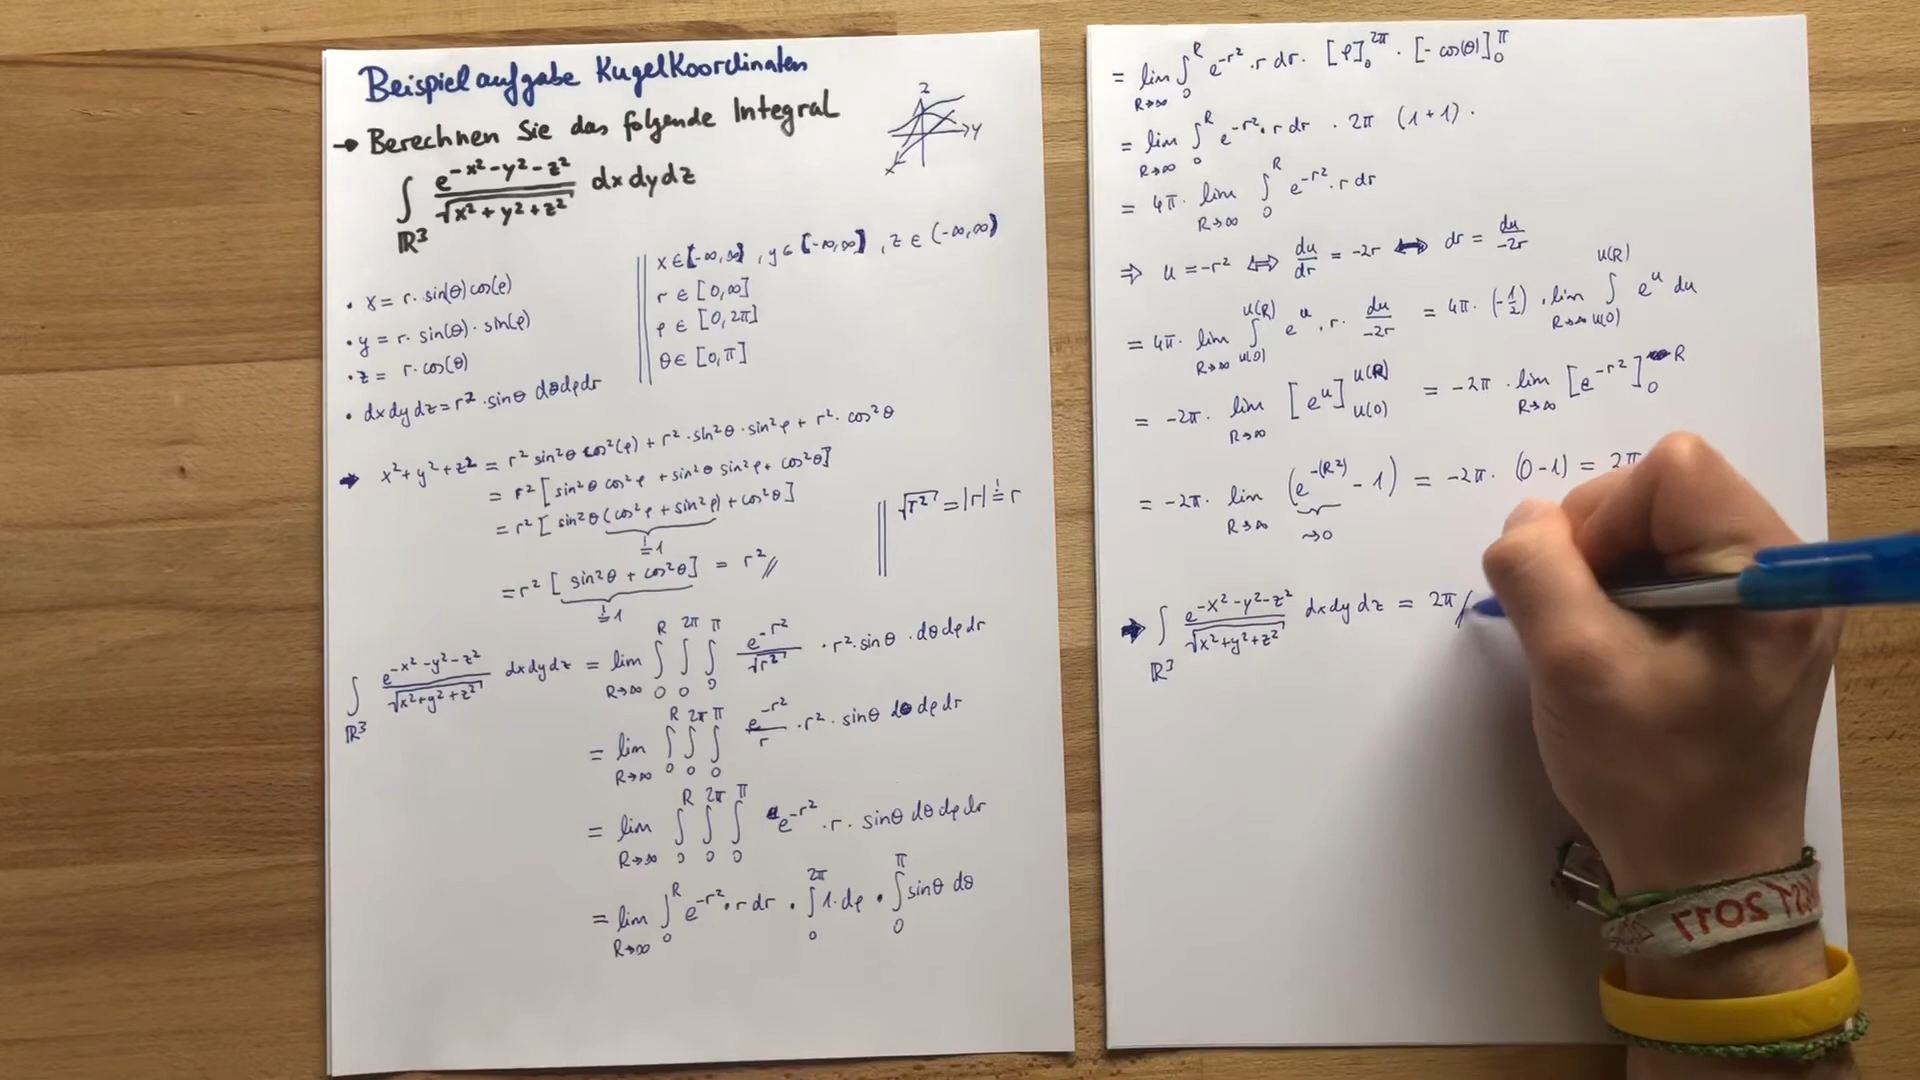 Beispielaufgabe Kugelkoordinaten
→ Berechnen Sie das folgende Integral
∫_{ℝ³} e^{-x²-y²-z²} / √(x²+y²+z²) dx dy dz
z
y
x
• x = r · sin(θ) cos(φ)
• y = r · sin(θ) · sin(φ)
• z = r · cos(θ)
• dx dy dz = r² · sinθ dθ dφ dr
x ∈ [-∞,∞], y ∈ [-∞,∞], z ∈ (-∞,∞)
r ∈ [0,∞]
φ ∈ [0,2π]
θ ∈ [0,π]
→ x² + y² + z² = r² sin²θ cos²(φ) + r² · sin²θ · sin²φ + r² · cos²θ
= r² [sin²θ cos²φ + sin²θ sin²φ + cos²θ]
= r² [sin²θ (cos²φ + sin²φ) + cos²θ]
!= 1
= r² [sin²θ + cos²θ] = r² //
!= 1
√r² = |r| != r
∫_{ℝ³} e^{-x²-y²-z²} / √(x²+y²+z²) dx dy dz = lim_{R→∞} ∫_0^R ∫_0^{2π} ∫_0^π e^{-r²} / √r² · r² · sinθ · dθ dφ dr
= lim_{R→∞} ∫_0^R ∫_0^{2π} ∫_0^π e^{-r²} / r · r² · sinθ dθ dφ dr
= lim_{R→∞} ∫_0^R ∫_0^{2π} ∫_0^π e^{-r²} · r · sinθ dθ dφ dr
= lim_{R→∞} ∫_0^R e^{-r²} · r dr · ∫_0^{2π} 1 · dφ · ∫_0^π sinθ dθ
= lim_{R→∞} ∫_0^R e^{-r²} · r dr · [φ]_0^{2π} · [-cos(θ)]_0^π
= lim_{R→∞} ∫_0^R e^{-r²} · r dr · 2π (1+1) ·
= 4π · lim_{R→∞} ∫_0^R e^{-r²} · r dr
⇒ u = -r² ⇔ du/dr = -2r ⇔ dr = du/-2r
= 4π · lim_{R→∞} ∫_{u(0)}^{u(R)} e^u · r · du/-2r = 4π · (-1/2) · lim_{R→∞} ∫_{u(0)}^{u(R)} e^u du
= -2π · lim_{R→∞} [e^u]_{u(0)}^{u(R)} = -2π · lim_{R→∞} [e^{-r²}]_0^R
= -2π · lim_{R→∞} (e^{-(R²)} - 1) = -2π · (0-1) = 2π
→0
→ ∫_{ℝ³} e^{-x²-y²-z²} / √(x²+y²+z²) dx dy dz = 2π //
2017